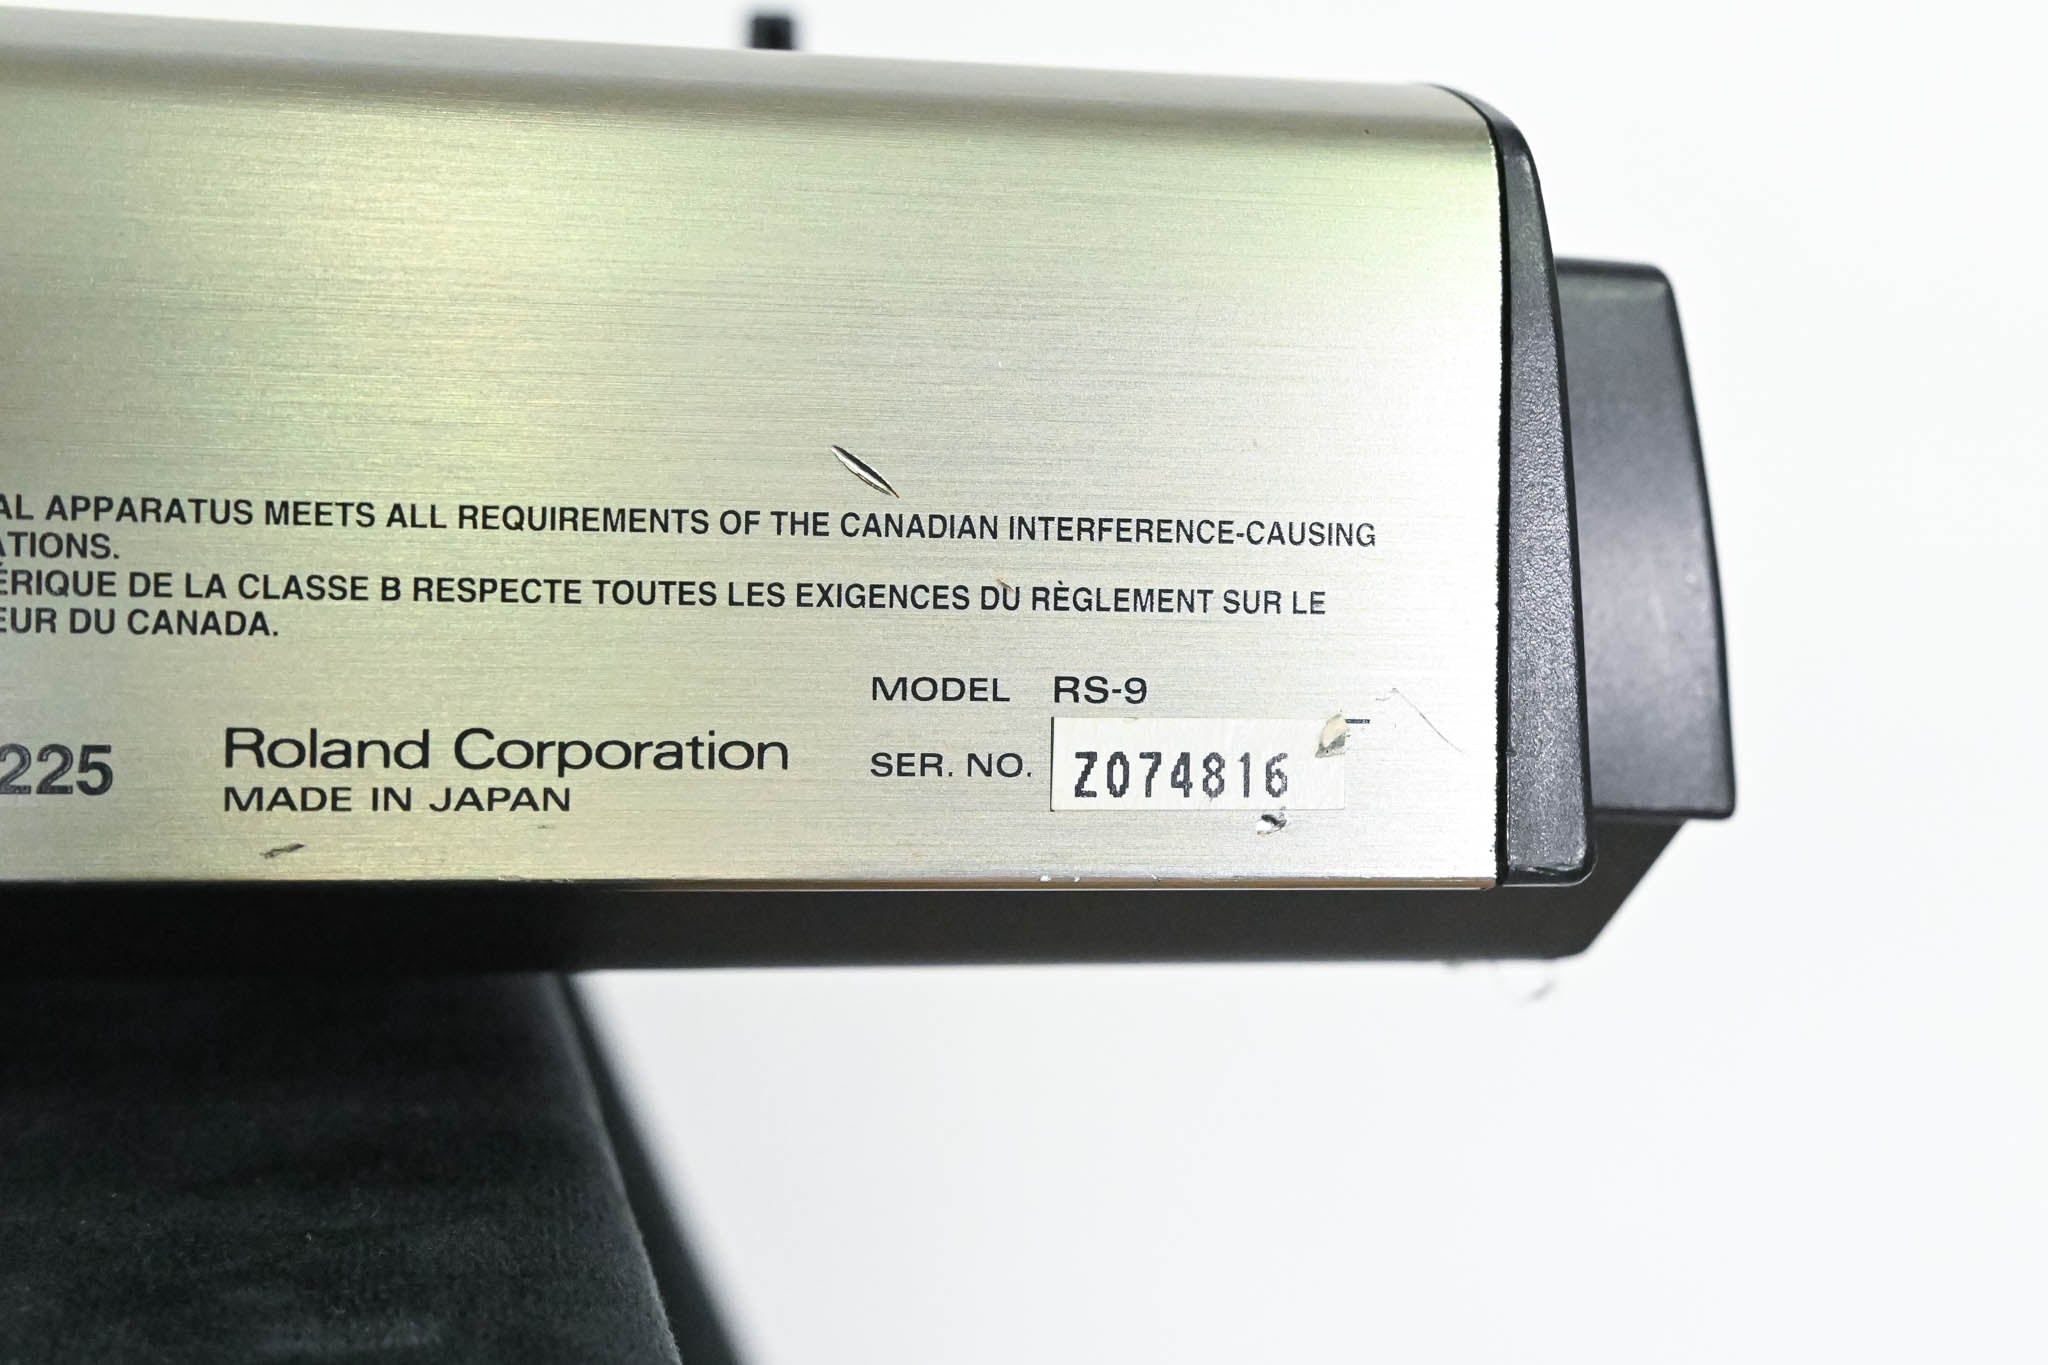 AL APPARATUS MEETS ALL REQUIREMENTS OF THE CANADIAN INTERFERENCE-CAUSING
ATIONS.
ÉRIQUE DE LA CLASSE B RESPECTE TOUTES LES EXIGENCES DU RÈGLEMENT SUR LE
EUR DU CANADA.
MODEL RS-9
225 Roland Corporation SER. NO. Z074816
MADE IN JAPAN